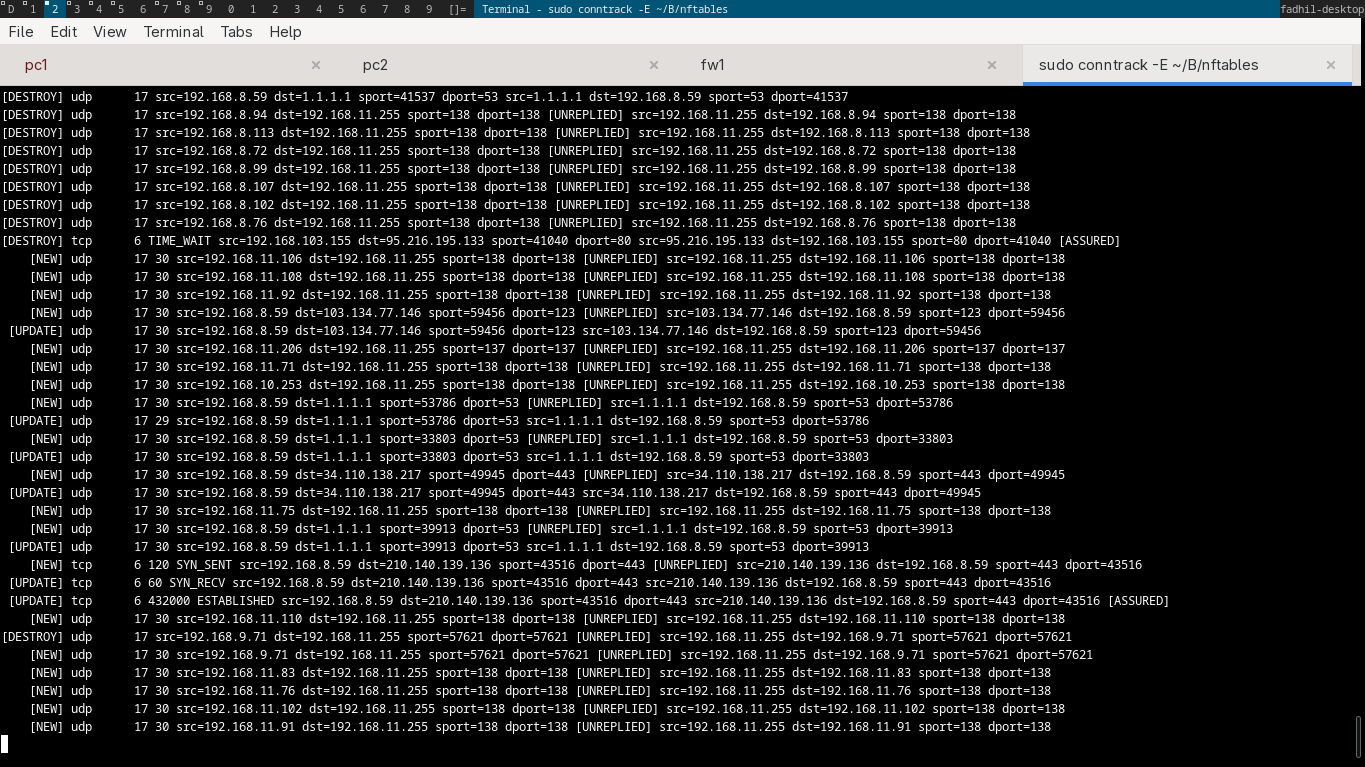 D 1 2 3 4 5 6 7 8 9 0 1 2 3 4 5 6 7 8 9 []= Terminal - sudo conntrack -E ~/B/nftables fadhil-desktop
File Edit View Terminal Tabs Help
pc1 × pc2 × fw1 × sudo conntrack -E ~/B/nftables ×
[DESTROY] udp 17 src=192.168.8.59 dst=1.1.1.1 sport=41537 dport=53 src=1.1.1.1 dst=192.168.8.59 sport=53 dport=41537
[DESTROY] udp 17 src=192.168.8.94 dst=192.168.11.255 sport=138 dport=138 [UNREPLIED] src=192.168.11.255 dst=192.168.8.94 sport=138 dport=138
[DESTROY] udp 17 src=192.168.8.113 dst=192.168.11.255 sport=138 dport=138 [UNREPLIED] src=192.168.11.255 dst=192.168.8.113 sport=138 dport=138
[DESTROY] udp 17 src=192.168.8.72 dst=192.168.11.255 sport=138 dport=138 [UNREPLIED] src=192.168.11.255 dst=192.168.8.72 sport=138 dport=138
[DESTROY] udp 17 src=192.168.8.99 dst=192.168.11.255 sport=138 dport=138 [UNREPLIED] src=192.168.11.255 dst=192.168.8.99 sport=138 dport=138
[DESTROY] udp 17 src=192.168.8.107 dst=192.168.11.255 sport=138 dport=138 [UNREPLIED] src=192.168.11.255 dst=192.168.8.107 sport=138 dport=138
[DESTROY] udp 17 src=192.168.8.102 dst=192.168.11.255 sport=138 dport=138 [UNREPLIED] src=192.168.11.255 dst=192.168.8.102 sport=138 dport=138
[DESTROY] udp 17 src=192.168.8.76 dst=192.168.11.255 sport=138 dport=138 [UNREPLIED] src=192.168.11.255 dst=192.168.8.76 sport=138 dport=138
[DESTROY] tcp 6 TIME_WAIT src=192.168.103.155 dst=95.216.195.133 sport=41040 dport=80 src=95.216.195.133 dst=192.168.103.155 sport=80 dport=41040 [ASSURED]
[NEW] udp 17 30 src=192.168.11.106 dst=192.168.11.255 sport=138 dport=138 [UNREPLIED] src=192.168.11.255 dst=192.168.11.106 sport=138 dport=138
[NEW] udp 17 30 src=192.168.11.108 dst=192.168.11.255 sport=138 dport=138 [UNREPLIED] src=192.168.11.255 dst=192.168.11.108 sport=138 dport=138
[NEW] udp 17 30 src=192.168.11.92 dst=192.168.11.255 sport=138 dport=138 [UNREPLIED] src=192.168.11.255 dst=192.168.11.92 sport=138 dport=138
[NEW] udp 17 30 src=192.168.8.59 dst=103.134.77.146 sport=59456 dport=123 [UNREPLIED] src=103.134.77.146 dst=192.168.8.59 sport=123 dport=59456
[UPDATE] udp 17 30 src=192.168.8.59 dst=103.134.77.146 sport=59456 dport=123 src=103.134.77.146 dst=192.168.8.59 sport=123 dport=59456
[NEW] udp 17 30 src=192.168.11.206 dst=192.168.11.255 sport=137 dport=137 [UNREPLIED] src=192.168.11.255 dst=192.168.11.206 sport=137 dport=137
[NEW] udp 17 30 src=192.168.11.71 dst=192.168.11.255 sport=138 dport=138 [UNREPLIED] src=192.168.11.255 dst=192.168.11.71 sport=138 dport=138
[NEW] udp 17 30 src=192.168.10.253 dst=192.168.11.255 sport=138 dport=138 [UNREPLIED] src=192.168.11.255 dst=192.168.10.253 sport=138 dport=138
[NEW] udp 17 30 src=192.168.8.59 dst=1.1.1.1 sport=53786 dport=53 [UNREPLIED] src=1.1.1.1 dst=192.168.8.59 sport=53 dport=53786
[UPDATE] udp 17 29 src=192.168.8.59 dst=1.1.1.1 sport=53786 dport=53 src=1.1.1.1 dst=192.168.8.59 sport=53 dport=53786
[NEW] udp 17 30 src=192.168.8.59 dst=1.1.1.1 sport=33803 dport=53 [UNREPLIED] src=1.1.1.1 dst=192.168.8.59 sport=53 dport=33803
[UPDATE] udp 17 30 src=192.168.8.59 dst=1.1.1.1 sport=33803 dport=53 src=1.1.1.1 dst=192.168.8.59 sport=53 dport=33803
[NEW] udp 17 30 src=192.168.8.59 dst=34.110.138.217 sport=49945 dport=443 [UNREPLIED] src=34.110.138.217 dst=192.168.8.59 sport=443 dport=49945
[UPDATE] udp 17 30 src=192.168.8.59 dst=34.110.138.217 sport=49945 dport=443 src=34.110.138.217 dst=192.168.8.59 sport=443 dport=49945
[NEW] udp 17 30 src=192.168.11.75 dst=192.168.11.255 sport=138 dport=138 [UNREPLIED] src=192.168.11.255 dst=192.168.11.75 sport=138 dport=138
[NEW] udp 17 30 src=192.168.8.59 dst=1.1.1.1 sport=39913 dport=53 [UNREPLIED] src=1.1.1.1 dst=192.168.8.59 sport=53 dport=39913
[UPDATE] udp 17 30 src=192.168.8.59 dst=1.1.1.1 sport=39913 dport=53 src=1.1.1.1 dst=192.168.8.59 sport=53 dport=39913
[NEW] tcp 6 120 SYN_SENT src=192.168.8.59 dst=210.140.139.136 sport=43516 dport=443 [UNREPLIED] src=210.140.139.136 dst=192.168.8.59 sport=443 dport=43516
[UPDATE] tcp 6 60 SYN_RECV src=192.168.8.59 dst=210.140.139.136 sport=43516 dport=443 src=210.140.139.136 dst=192.168.8.59 sport=443 dport=43516
[UPDATE] tcp 6 432000 ESTABLISHED src=192.168.8.59 dst=210.140.139.136 sport=43516 dport=443 src=210.140.139.136 dst=192.168.8.59 sport=443 dport=43516 [ASSURED]
[NEW] udp 17 30 src=192.168.11.110 dst=192.168.11.255 sport=138 dport=138 [UNREPLIED] src=192.168.11.255 dst=192.168.11.110 sport=138 dport=138
[DESTROY] udp 17 src=192.168.9.71 dst=192.168.11.255 sport=57621 dport=57621 [UNREPLIED] src=192.168.11.255 dst=192.168.9.71 sport=57621 dport=57621
[NEW] udp 17 30 src=192.168.9.71 dst=192.168.11.255 sport=57621 dport=57621 [UNREPLIED] src=192.168.11.255 dst=192.168.9.71 sport=57621 dport=57621
[NEW] udp 17 30 src=192.168.11.83 dst=192.168.11.255 sport=138 dport=138 [UNREPLIED] src=192.168.11.255 dst=192.168.11.83 sport=138 dport=138
[NEW] udp 17 30 src=192.168.11.76 dst=192.168.11.255 sport=138 dport=138 [UNREPLIED] src=192.168.11.255 dst=192.168.11.76 sport=138 dport=138
[NEW] udp 17 30 src=192.168.11.102 dst=192.168.11.255 sport=138 dport=138 [UNREPLIED] src=192.168.11.255 dst=192.168.11.102 sport=138 dport=138
[NEW] udp 17 30 src=192.168.11.91 dst=192.168.11.255 sport=138 dport=138 [UNREPLIED] src=192.168.11.255 dst=192.168.11.91 sport=138 dport=138